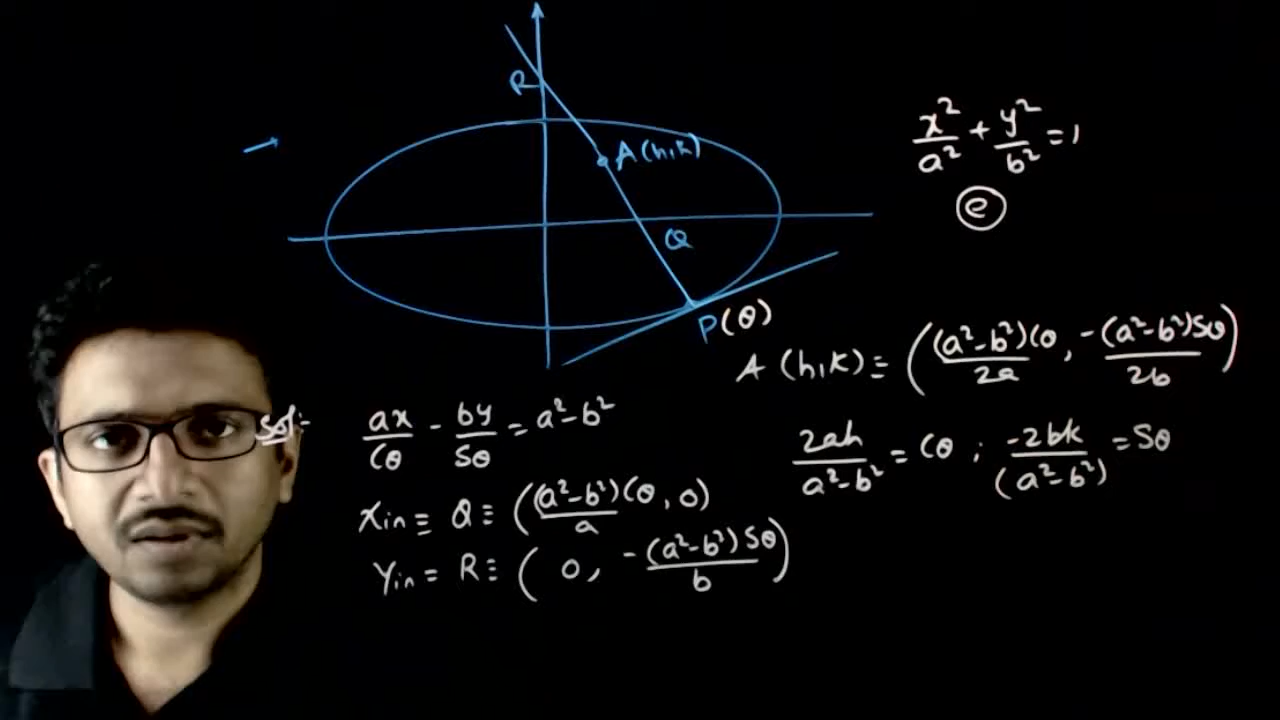 R
A(h,k)
Q
P(θ)
x²/a² + y²/b² = 1
e
A (h,k) ≡ ((a²-b²)Cθ/2a, -(a²-b²)Sθ/2b)
Sol:-
ax/Cθ - by/Sθ = a²-b²
2ah/a²-b² = Cθ ; -2bk/(a²-b²) = Sθ
Xin ≡ Q ≡ ((a²-b²)Cθ/a, 0)
Yin = R ≡ (0, -(a²-b²)Sθ/b)